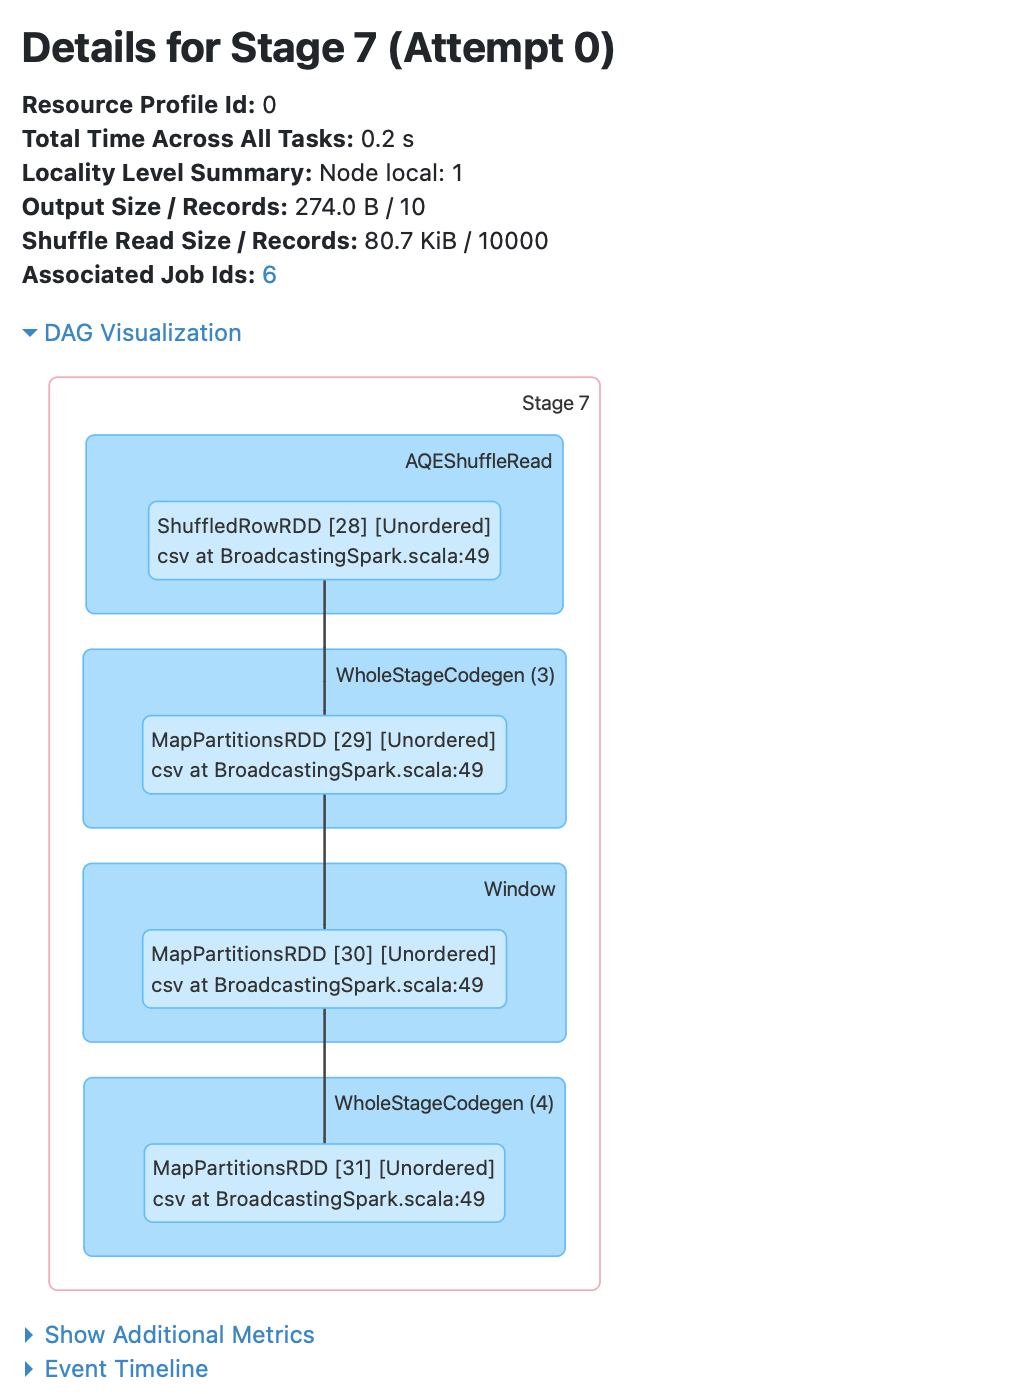 Details for Stage 7 (Attempt 0)
Resource Profile Id: 0
Total Time Across All Tasks: 0.2 s
Locality Level Summary: Node local: 1
Output Size / Records: 274.0 B / 10
Shuffle Read Size / Records: 80.7 KiB / 10000
Associated Job Ids: 6
DAG Visualization
Stage 7
AQEShuffleRead
ShuffledRowRDD [28] [Unordered]
csv at BroadcastingSpark.scala:49
WholeStageCodegen (3)
MapPartitionsRDD [29] [Unordered]
csv at BroadcastingSpark.scala:49
Window
MapPartitionsRDD [30] [Unordered]
csv at BroadcastingSpark.scala:49
WholeStageCodegen (4)
MapPartitionsRDD [31] [Unordered]
csv at BroadcastingSpark.scala:49
Show Additional Metrics
Event Timeline